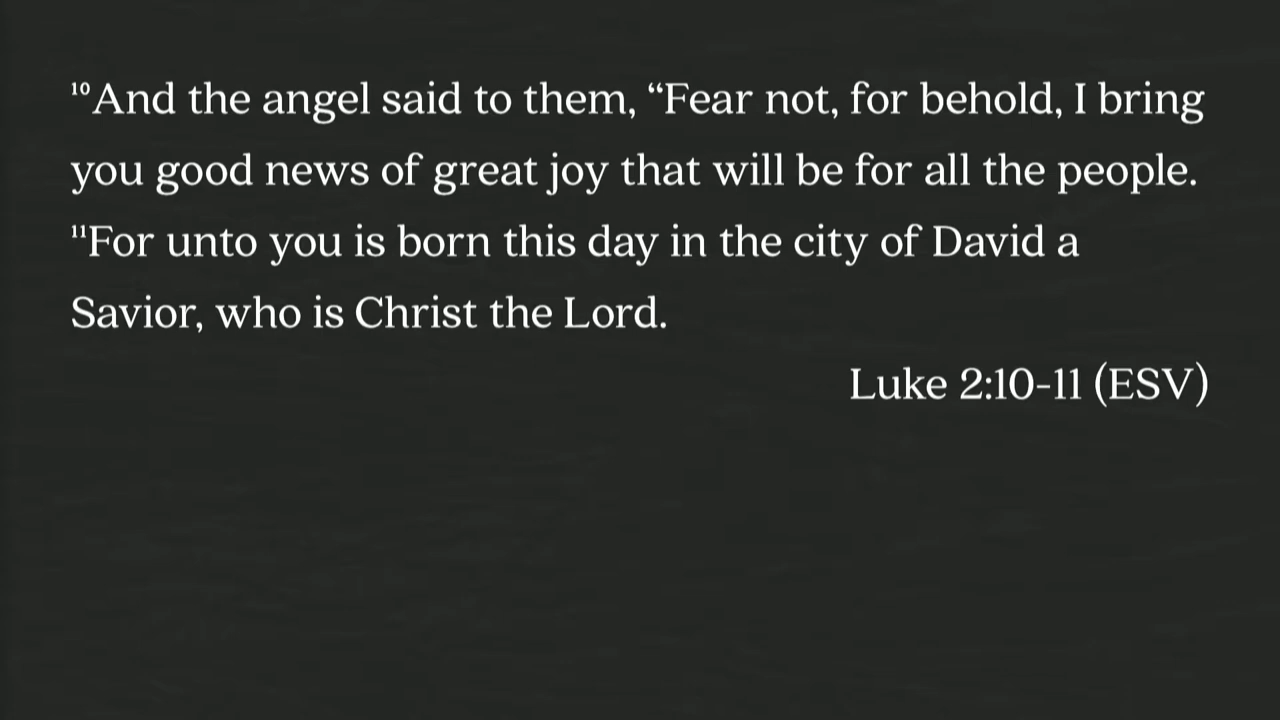 ¹⁰And the angel said to them, “Fear not, for behold, I bring
you good news of great joy that will be for all the people.
¹¹For unto you is born this day in the city of David a
Savior, who is Christ the Lord.
Luke 2:10-11 (ESV)